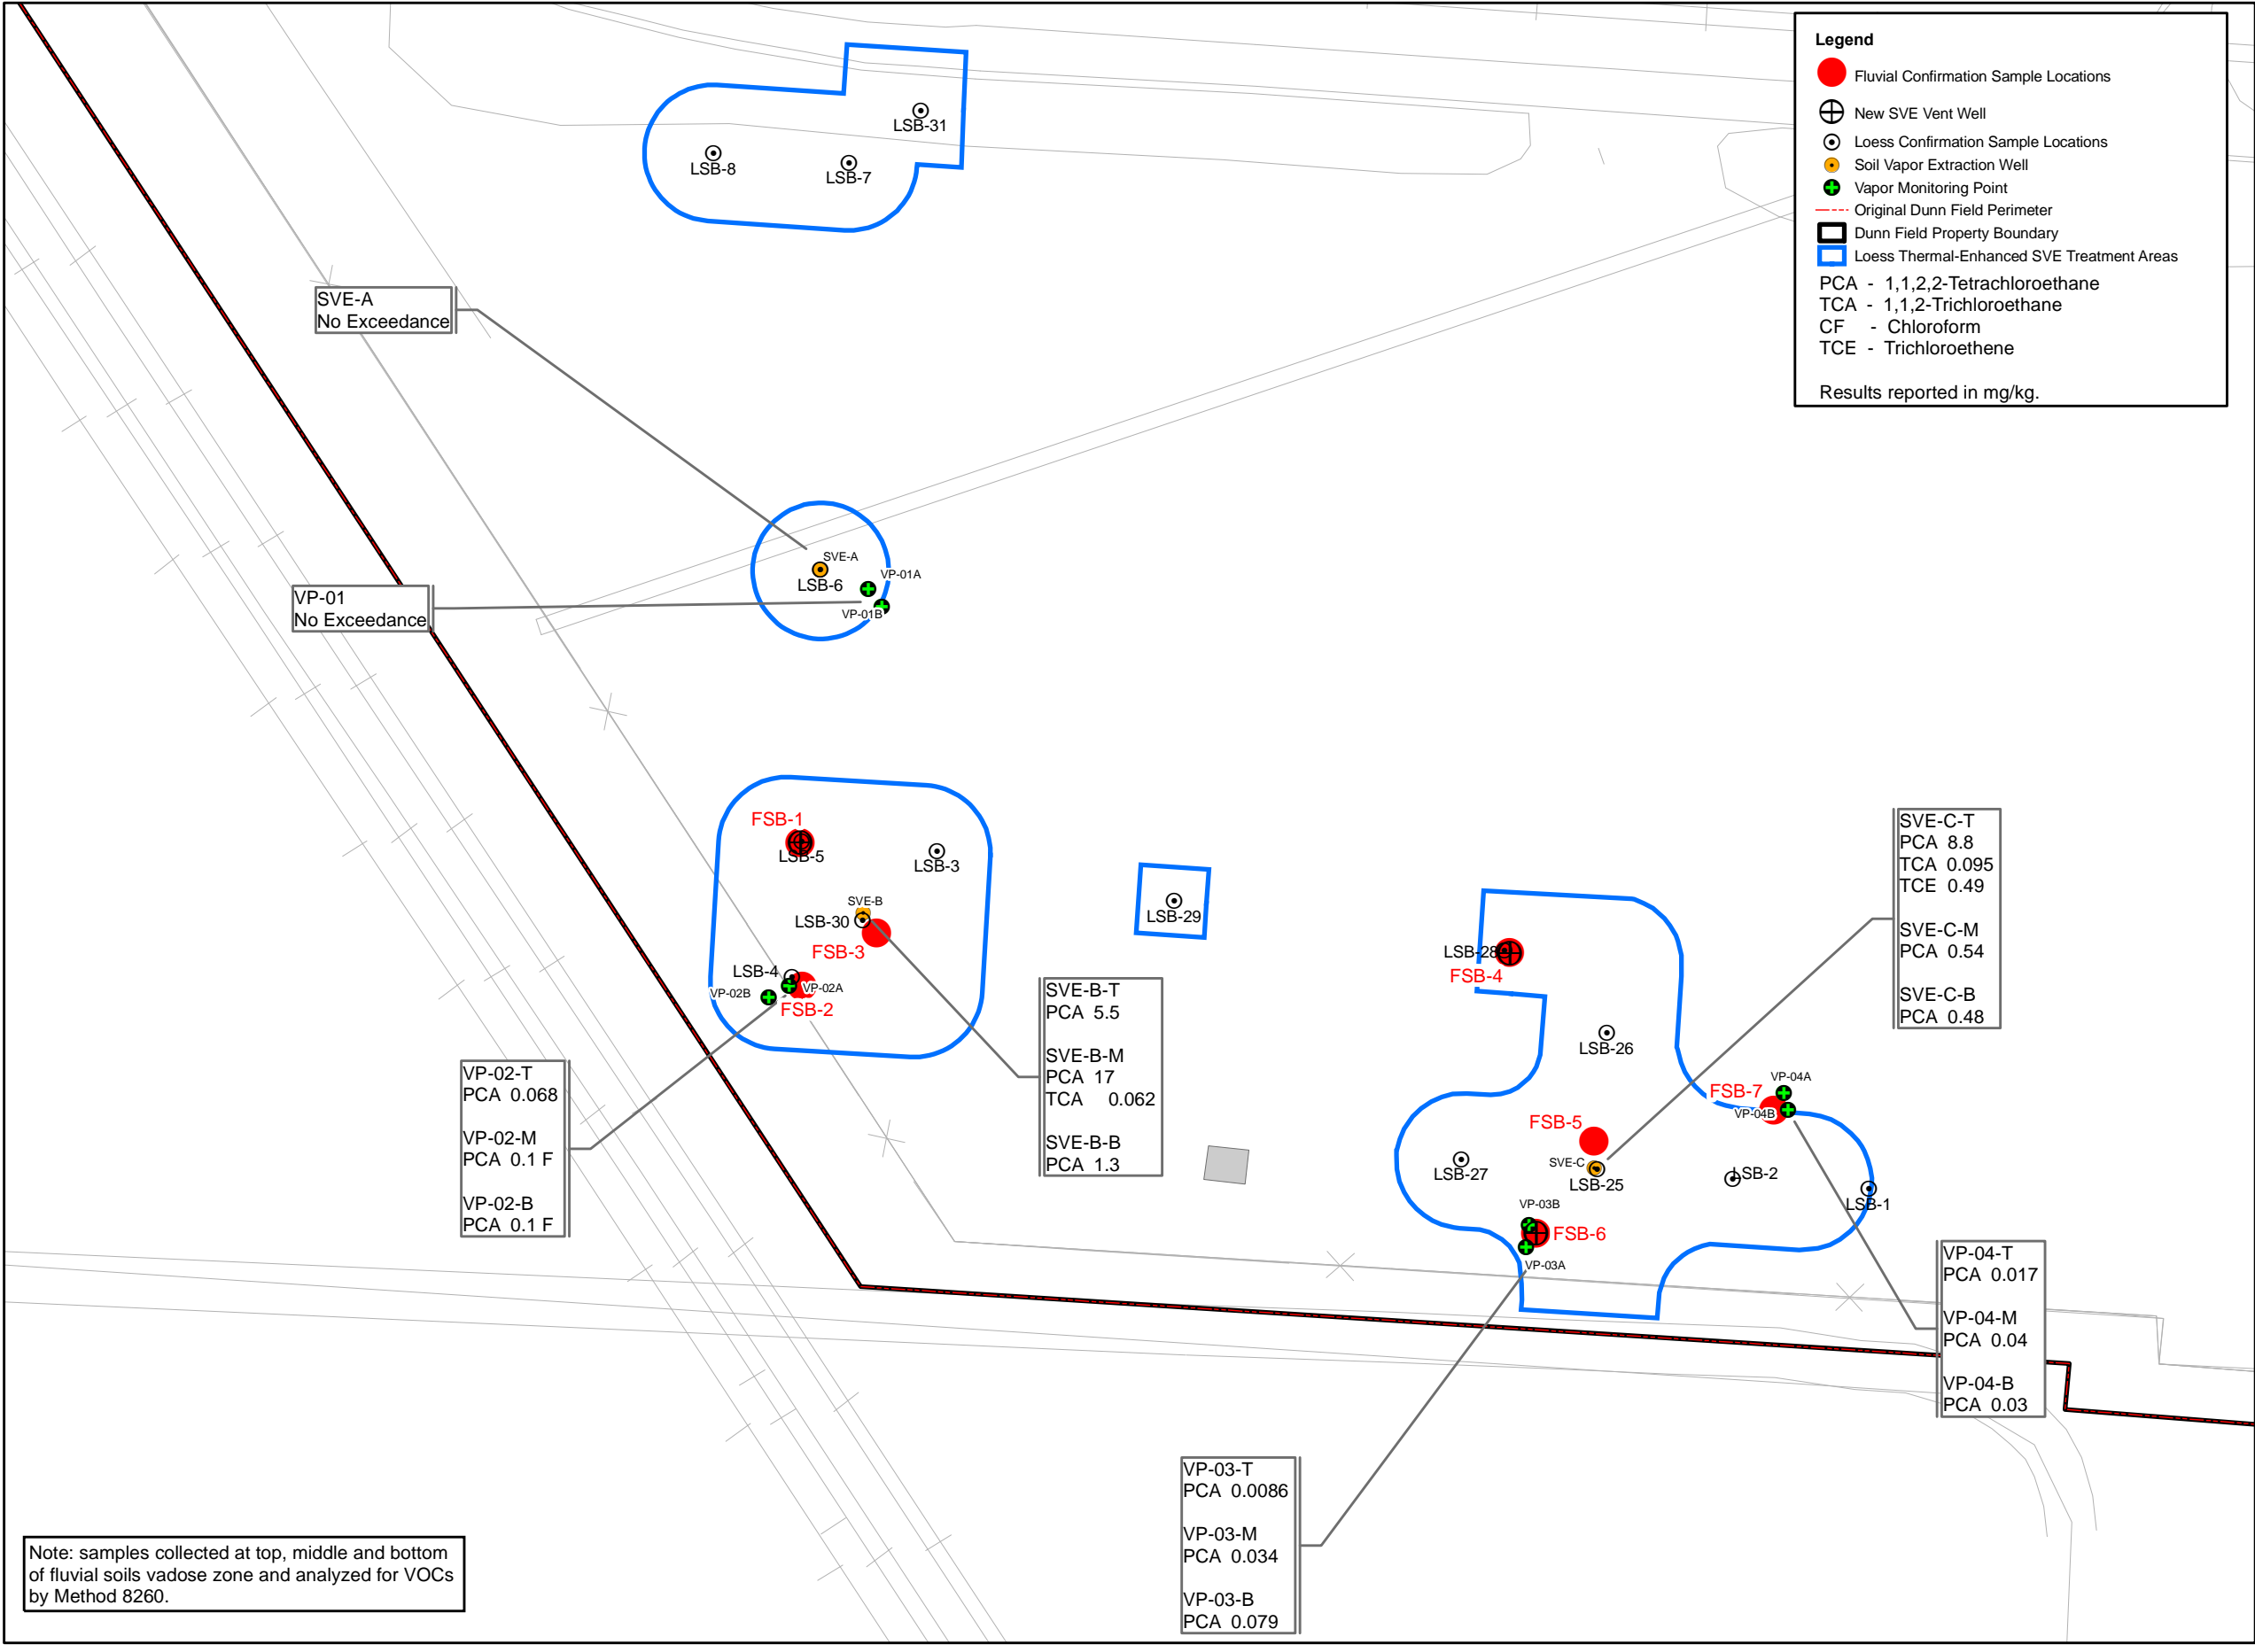 Legend
Fluvial Confirmation Sample Locations
New SVE Vent Well
Loess Confirmation Sample Locations
Soil Vapor Extraction Well
Vapor Monitoring Point
Original Dunn Field Perimeter
Dunn Field Property Boundary
Loess Thermal-Enhanced SVE Treatment Areas
PCA - 1,1,2,2-Tetrachloroethane
TCA - 1,1,2-Trichloroethane
CF - Chloroform
TCE - Trichloroethene
Results reported in mg/kg.
LSB-31
LSB-8
LSB-7
SVE-A
No Exceedance
SVE-A
LSB-6
VP-01A
VP-01B
VP-01
No Exceedance
FSB-1
LSB-5
LSB-3
SVE-B
LSB-30
FSB-3
LSB-4
VP-02B
VP-02A
FSB-2
LSB-29
LSB-28
FSB-4
LSB-26
SVE-C-T
PCA 8.8
TCA 0.095
TCE 0.49
SVE-C-M
PCA 0.54
SVE-C-B
PCA 0.48
SVE-B-T
PCA 5.5
SVE-B-M
PCA 17
TCA 0.062
SVE-B-B
PCA 1.3
VP-02-T
PCA 0.068
VP-02-M
PCA 0.1 F
VP-02-B
PCA 0.1 F
VP-04A
FSB-7
VP-04B
FSB-5
SVE-C
LSB-25
LSB-27
LSB-2
LSB-1
VP-03B
FSB-6
VP-03A
VP-04-T
PCA 0.017
VP-04-M
PCA 0.04
VP-04-B
PCA 0.03
VP-03-T
PCA 0.0086
VP-03-M
PCA 0.034
VP-03-B
PCA 0.079
Note: samples collected at top, middle and bottom
of fluvial soils vadose zone and analyzed for VOCs
by Method 8260.